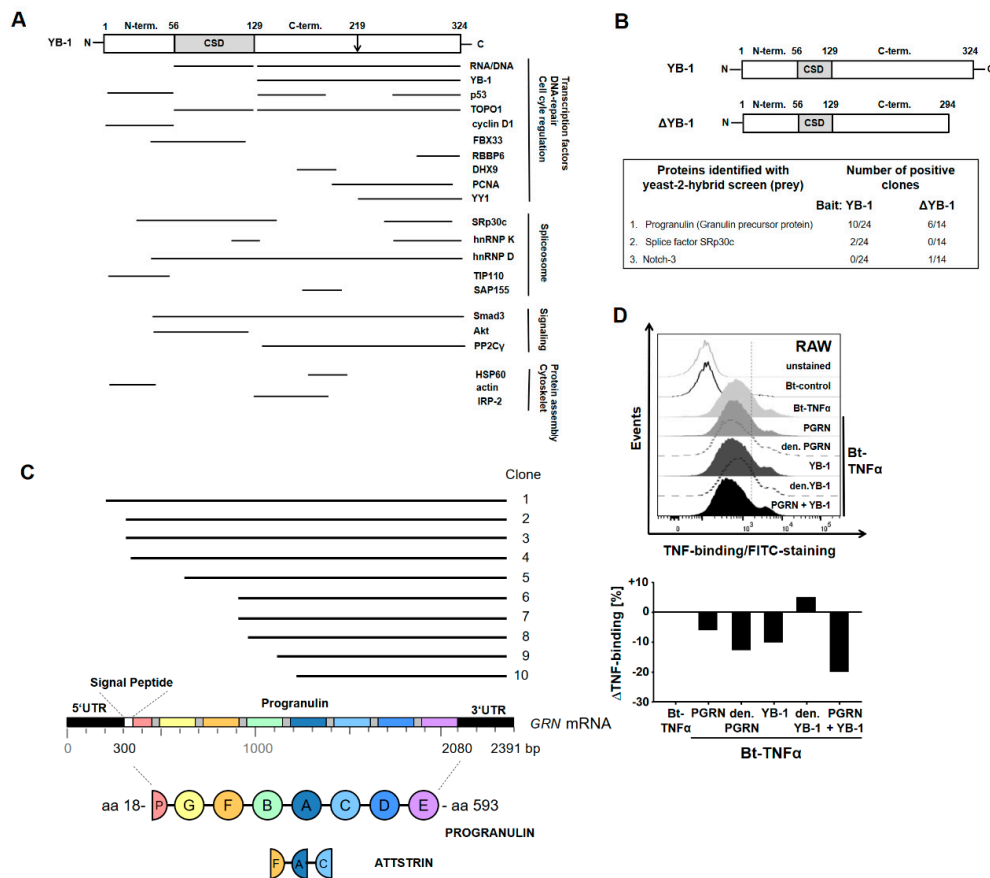 A
1 N-term. 56 129 C-term. 219 324
YB-1 N CSD C
RNA/DNA
YB-1
p53
TOPO1
cyclin D1
FBX33
RBBP6
DHX9
PCNA
YY1
Transcription factors
DNA-repair
Cell cyle regulation
SRp30c
hnRNP K
hnRNP D
TIP110
SAP155
Spliceosome
Smad3
Akt
PP2Cγ
Signaling
HSP60
actin
IRP-2
Protein assembly
Cytoskelet
B
1 N-term. 56 129 C-term. 324
YB-1 N CSD C
1 N-term. 56 129 C-term. 294
ΔYB-1 N CSD
Proteins identified with Number of positive
yeast-2-hybrid screen (prey) clones
Bait: YB-1 ΔYB-1
1. Progranulin (Granulin precursor protein) 10/24 6/14
2. Splice factor SRp30c 2/24 0/14
3. Notch-3 0/24 1/14
C
Clone
1
2
3
4
5
6
7
8
9
10
Signal Peptide
5'UTR Progranulin 3'UTR
GRN mRNA
0 300 1000 2080 2391 bp
aa 18- P G F B A C D E - aa 593
PROGRANULIN
F A C ATTSTRIN
D
RAW
unstained
Bt-control
Bt-TNFα
PGRN
den. PGRN
YB-1
den.YB-1
PGRN + YB-1
Bt-
TNFα
Events
0 10³ 10⁴ 10⁵
TNF-binding/FITC-staining
ΔTNF-binding [%]
+10
0
-10
-20
-30
Bt- PGRN den. YB-1 den. PGRN
TNFα PGRN YB-1 + YB-1
Bt-TNFα